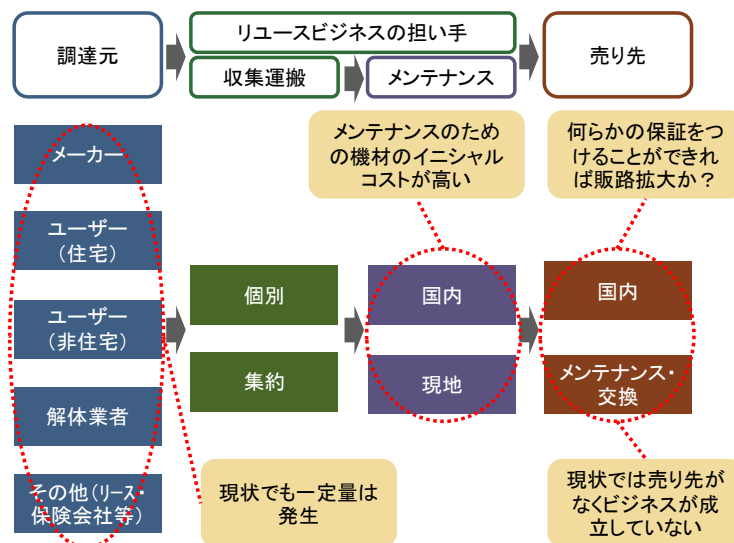 調達元
リユースビジネスの担い手
収集運搬
メンテナンス
売り先
メンテナンスのため
の機材のイニシャル
コストが高い
何らかの保証をつ
けることができれ
ば販路拡大か？
メーカー
ユーザー
（住宅）
ユーザー
（非住宅）
解体業者
その他（リース・
保険会社等）
個別
集約
国内
現地
国内
メンテナンス・
交換
現状でも一定量は
発生
現状では売り先が
なくビジネスが成
立していない